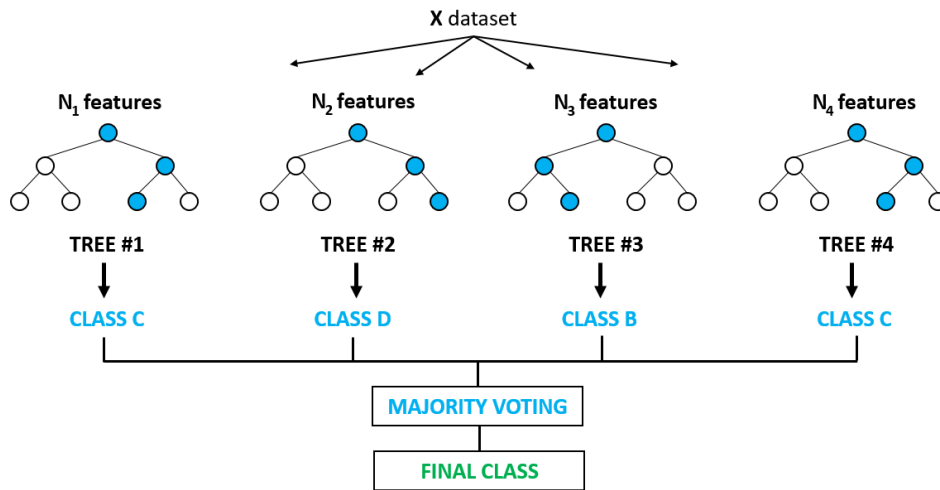 X dataset
N₁ features
N₂ features
N₃ features
N₄ features
TREE #1
TREE #2
TREE #3
TREE #4
CLASS C
CLASS D
CLASS B
CLASS C
MAJORITY VOTING
FINAL CLASS